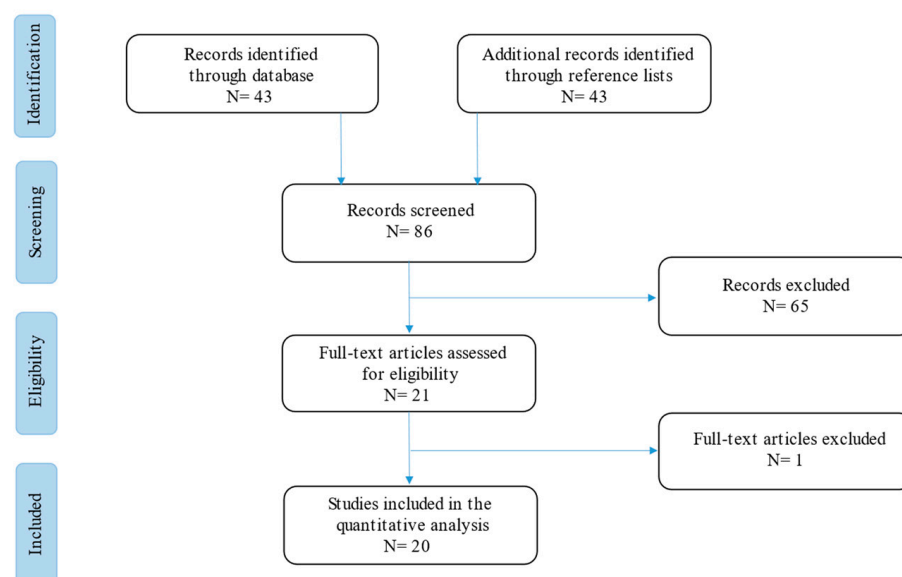 Identification
Records identified
through database
N= 43
Additional records identified
through reference lists
N= 43
Screening
Records screened
N= 86
Records excluded
N= 65
Eligibility
Full-text articles assessed
for eligibility
N= 21
Full-text articles excluded
N= 1
Included
Studies included in the
quantitative analysis
N= 20